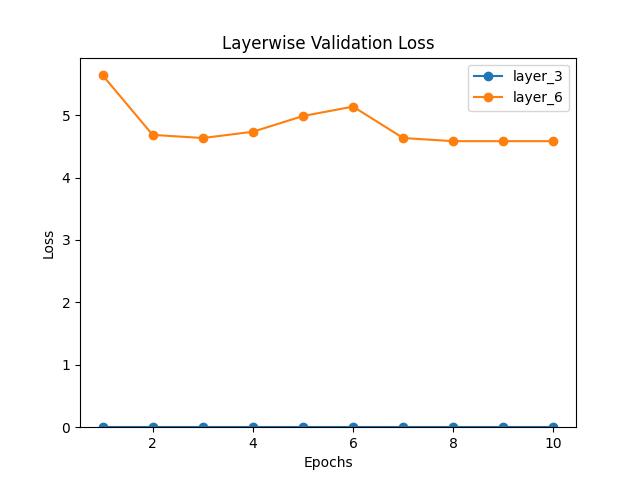 Layerwise Validation Loss
layer_3
layer_6
Loss
5
4
3
2
1
0
2 4 6 8 10
Epochs